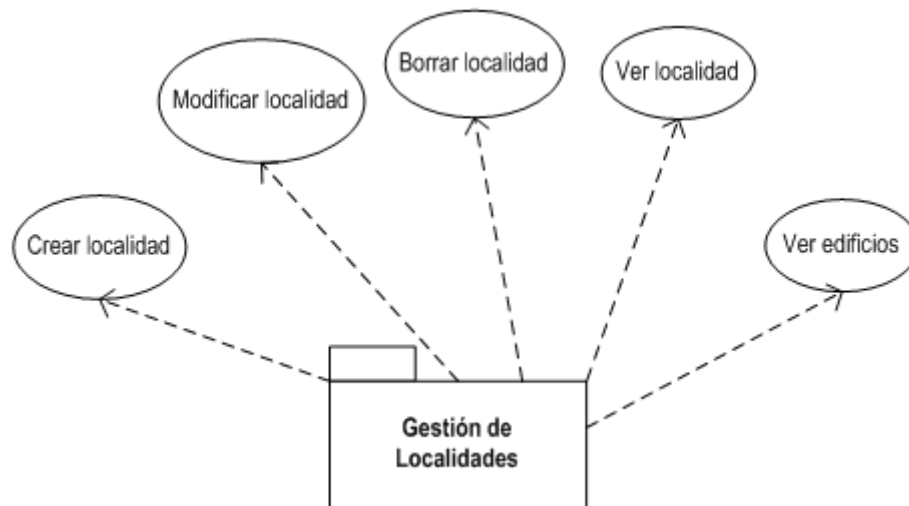 Borrar localidad
Ver localidad
Modificar localidad
Crear localidad
Ver edificios
Gestión de
Localidades